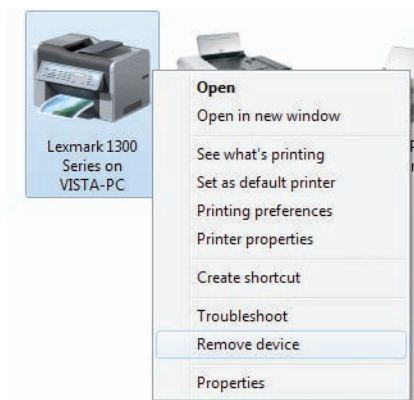 Lexmark 1300
Series on
VISTA-PC
Open
Open in new window
See what's printing
Set as default printer
Printing preferences
Printer properties
Create shortcut
Troubleshoot
Remove device
Properties